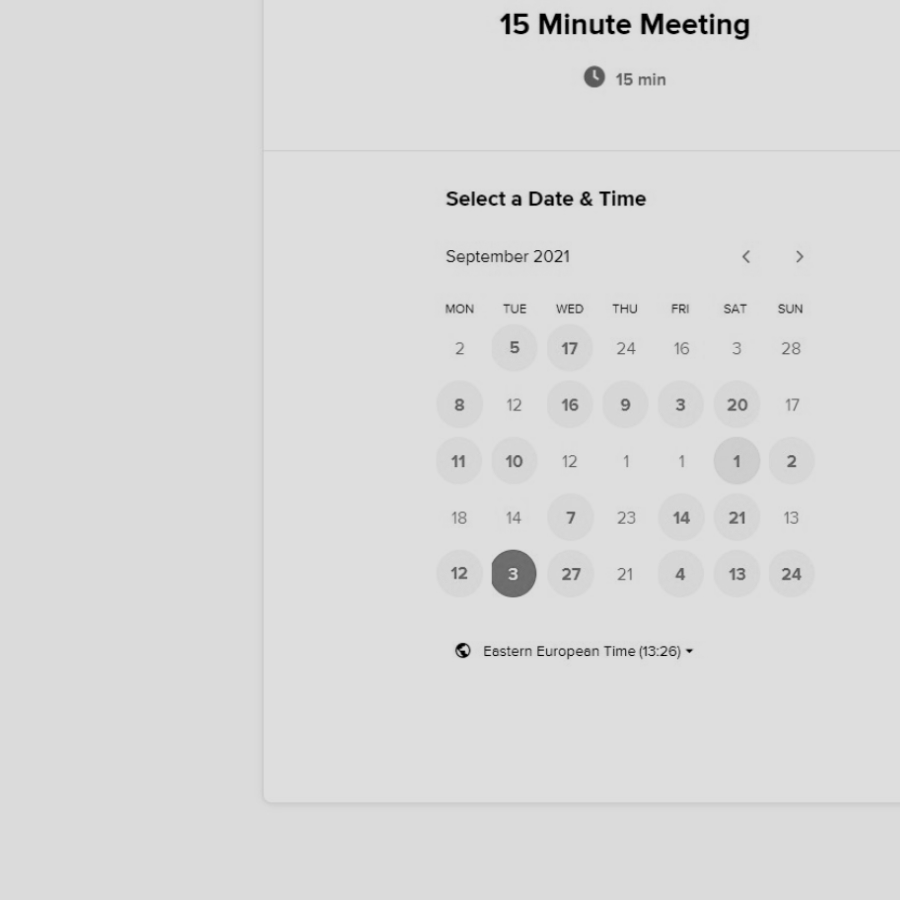 15 Minute Meeting
15 min
Select a Date & Time
September 2021
MON TUE WED THU FRI SAT SUN
2 5 17 24 16 3 28
8 12 16 9 3 20 17
11 10 12 1 1 1 2
18 14 7 23 14 21 13
12 3 27 21 4 13 24
Eastern European Time (13:26)